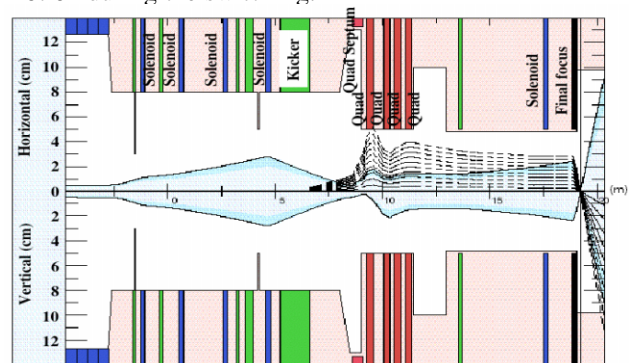 Horizontal (cm)
Vertical (cm)
12
10
8
6
4
2
0
2
4
6
8
10
12
Solenoid
Solenoid
Solenoid
Solenoid
Kicker
Quad Septum
Quad
Quad
Quad
Quad
Solenoid
Final focus
0
5
10
15
(m)